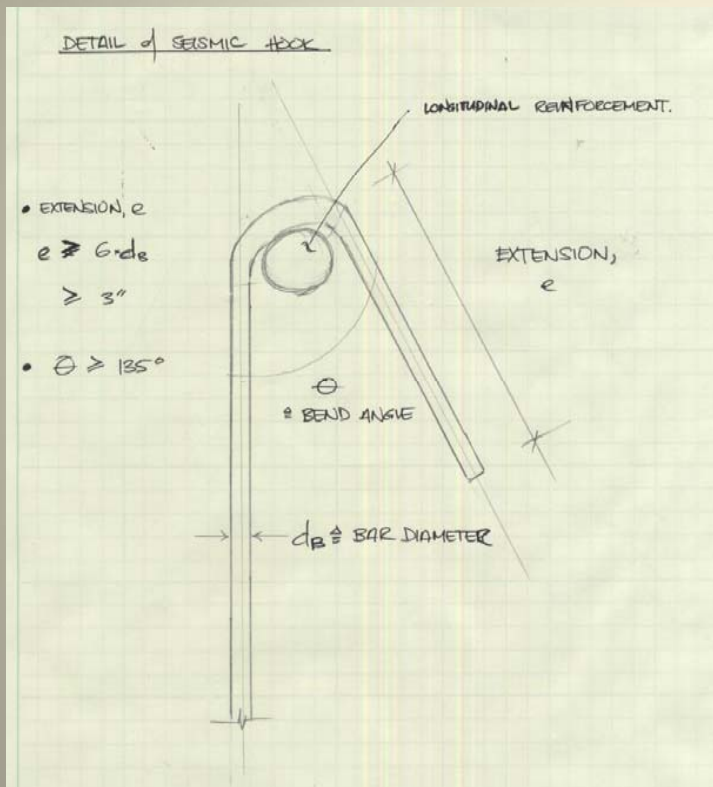 DETAIL of SEISMIC HOOK
LONGITUDINAL REINFORCEMENT.
• EXTENSION, e
e ≥ 6·dB
≥ 3"
EXTENSION,
e
• θ ≥ 135°
θ
≜ BEND ANGLE
dB ≜ BAR DIAMETER